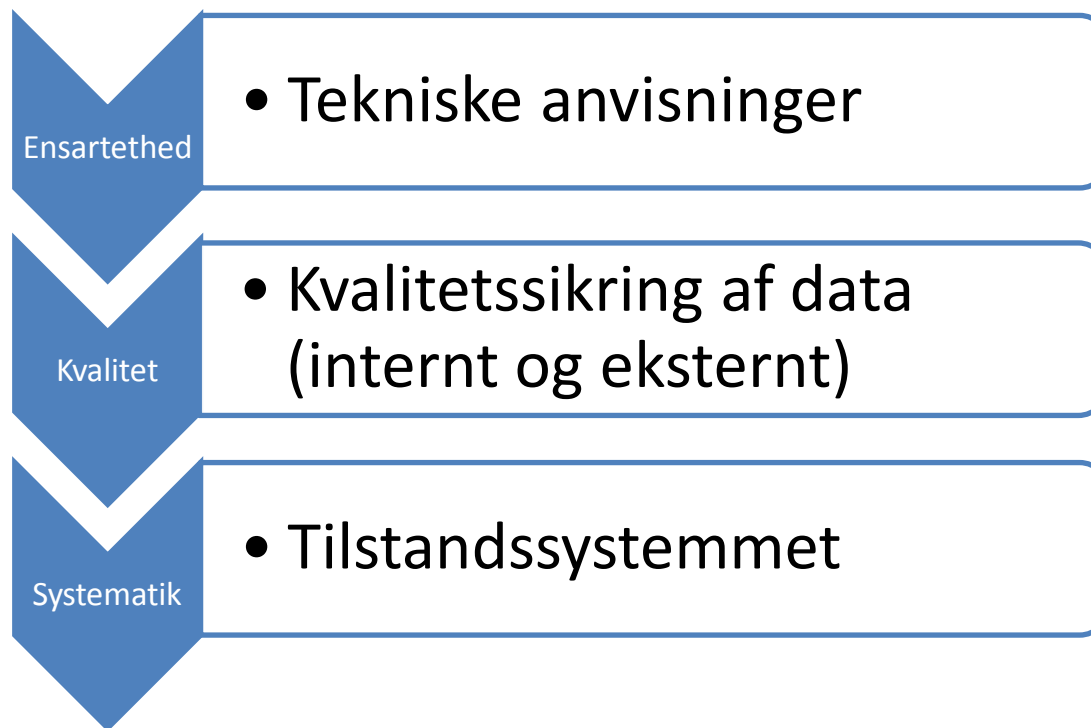 Ensartethed
• Tekniske anvisninger
Kvalitet
• Kvalitetssikring af data
(internt og eksternt)
Systematik
• Tilstandssystemmet